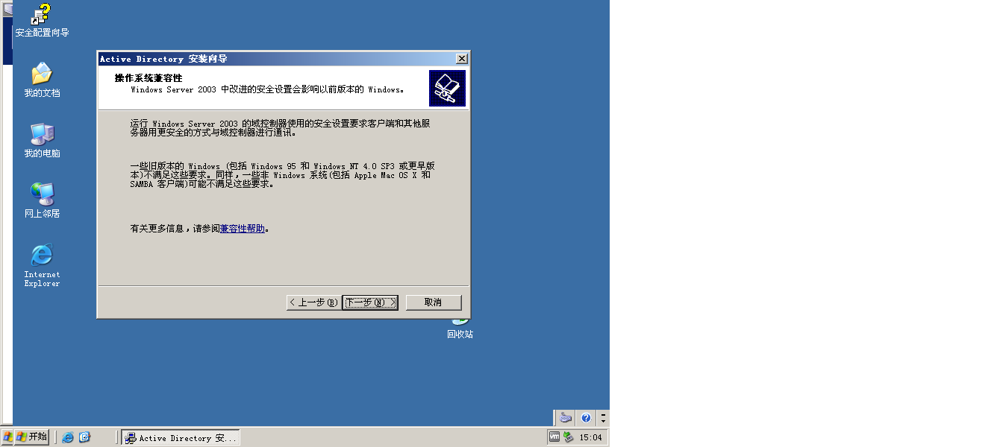 安全配置向导
我的文档
我的电脑
网上邻居
Internet
Explorer
Active Directory 安装向导
操作系统兼容性
Windows Server 2003 中改进的安全设置会影响以前版本的 Windows。
运行 Windows Server 2003 的域控制器使用的安全设置要求客户端和其他服
务器用更安全的方式与域控制器进行通讯。
一些旧版本的 Windows (包括 Windows 95 和 Windows NT 4.0 SP3 或更早版
本)不满足这些要求。同样，一些非 Windows 系统(包括 Apple Mac OS X 和
SAMBA 客户端)可能不满足这些要求。
有关更多信息，请参阅兼容性帮助。
< 上一步(B) 下一步(N) > 取消
回收站
开始 Active Directory 安... vm 15:04